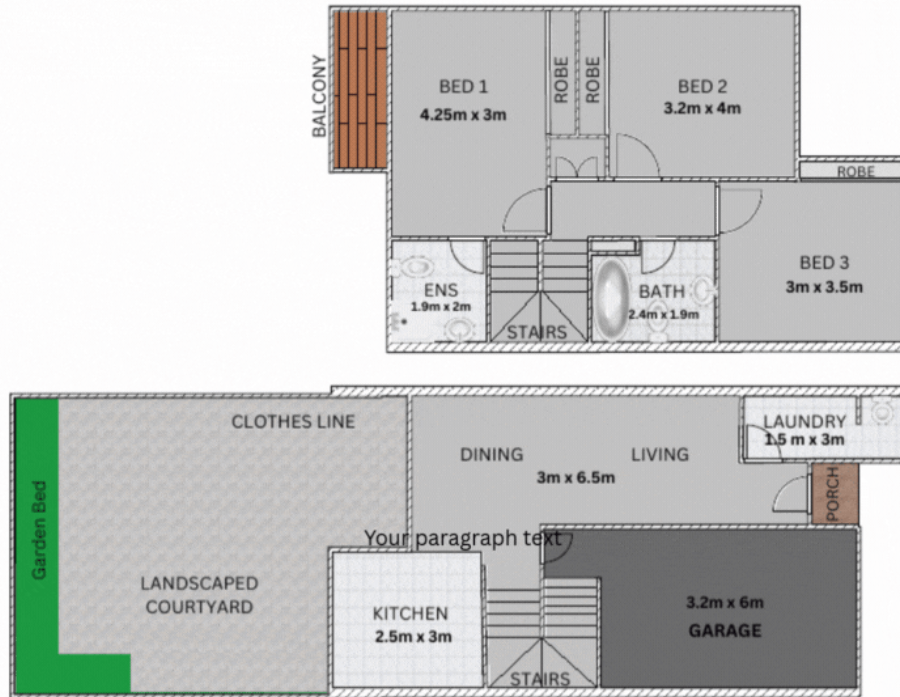 BALCONY
BED 1
4.25m x 3m
ROBE
ROBE
BED 2
3.2m x 4m
ROBE
BED 3
3m x 3.5m
ENS
1.9m x 2m
STAIRS
BATH
2.4m x 1.9m
CLOTHES LINE
Garden Bed
LANDSCAPED
COURTYARD
DINING
LIVING
3m x 6.5m
LAUNDRY
1.5 m x 3m
PORCH
Your paragraph text
KITCHEN
2.5m x 3m
STAIRS
3.2m x 6m
GARAGE